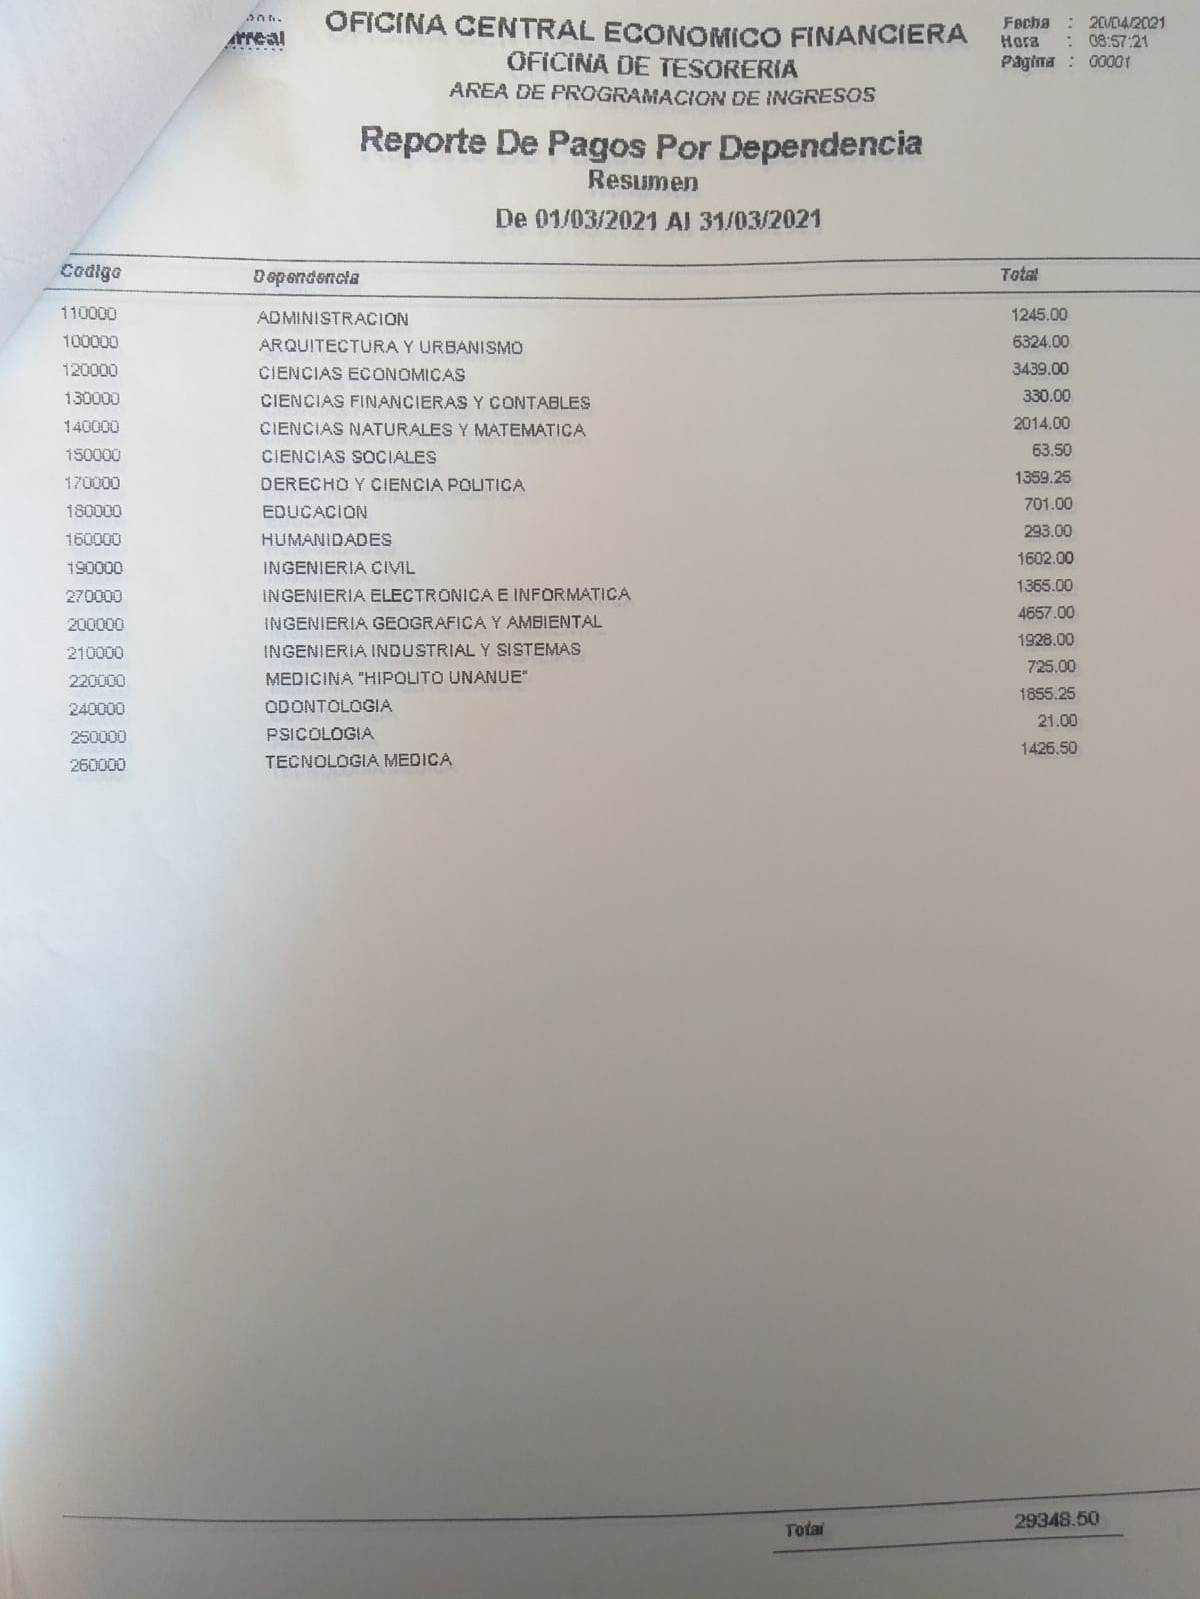 rreal
OFICINA CENTRAL ECONOMICO FINANCIERA
OFICINA DE TESORERIA
AREA DE PROGRAMACION DE INGRESOS
Fecha : 20/04/2021
Hora : 08:57:21
Página : 00001
Reporte De Pagos Por Dependencia
Resumen
De 01/03/2021 Al 31/03/2021
Codigo Dependencia Total
110000 ADMINISTRACION 1245.00
100000 ARQUITECTURA Y URBANISMO 6324.00
120000 CIENCIAS ECONOMICAS 3439.00
130000 CIENCIAS FINANCIERAS Y CONTABLES 330.00
140000 CIENCIAS NATURALES Y MATEMATICA 2014.00
150000 CIENCIAS SOCIALES 63.50
170000 DERECHO Y CIENCIA POLITICA 1359.25
180000 EDUCACION 701.00
160000 HUMANIDADES 293.00
190000 INGENIERIA CIVIL 1602.00
270000 INGENIERIA ELECTRONICA E INFORMATICA 1365.00
200000 INGENIERIA GEOGRAFICA Y AMBIENTAL 4657.00
210000 INGENIERIA INDUSTRIAL Y SISTEMAS 1928.00
220000 MEDICINA "HIPOLITO UNANUE" 725.00
240000 ODONTOLOGIA 1855.25
250000 PSICOLOGIA 21.00
260000 TECNOLOGIA MEDICA 1426.50
Total 29348.50